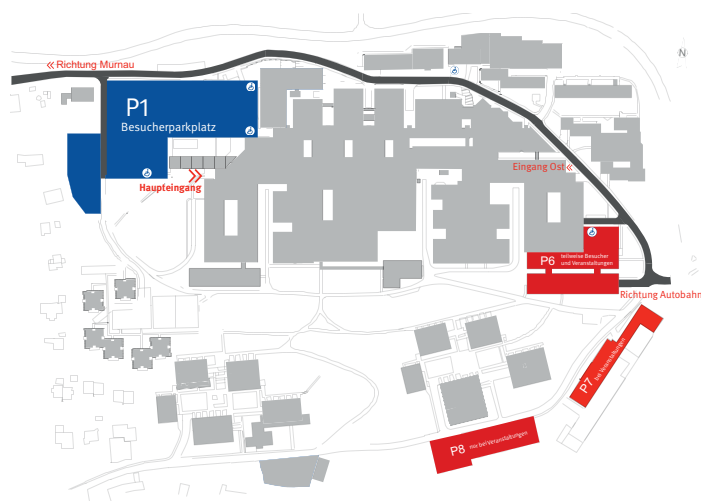 « Richtung Murnau
N
P1
Besucherparkplatz
Haupteingang
Eingang Ost «
P6 teilweise Besucher
und Veranstaltungen
Richtung Autobahn
P7 bei Veranstaltungen
P8 nur bei Veranstaltungen